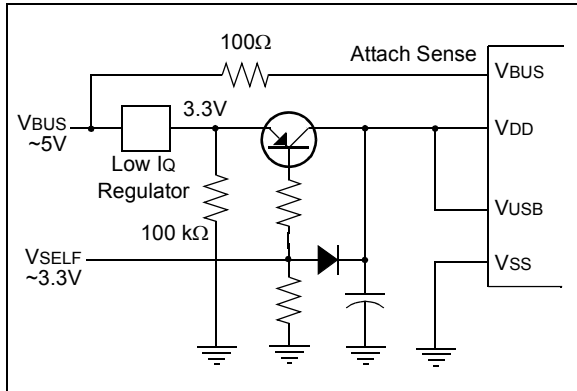 100Ω
Attach Sense
VBUS
VBUS
~5V
3.3V
VDD
Low IQ
Regulator
VUSB
100 kΩ
VSELF
~3.3V
VSS